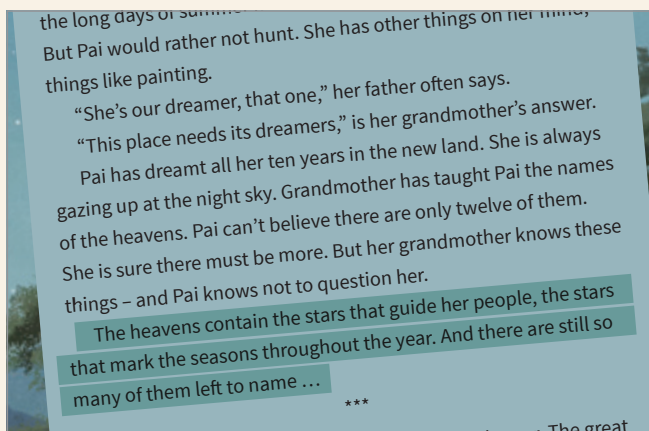 the long days of summer
But Pai would rather not hunt. She has other things on her mind,
things like painting.
“She’s our dreamer, that one,” her father often says.
“This place needs its dreamers,” is her grandmother’s answer.
Pai has dreamt all her ten years in the new land. She is always
gazing up at the night sky. Grandmother has taught Pai the names
of the heavens. Pai can’t believe there are only twelve of them.
She is sure there must be more. But her grandmother knows these
things – and Pai knows not to question her.
The heavens contain the stars that guide her people, the stars
that mark the seasons throughout the year. And there are still so
many of them left to name …
***
The great